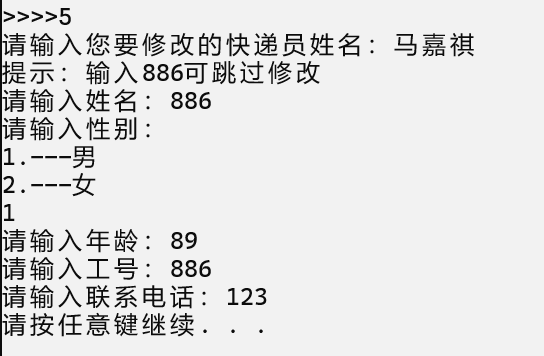 >>>>5
请输入您要修改的快递员姓名：马嘉祺
提示：输入886可跳过修改
请输入姓名：886
请输入性别：
1.---男
2.---女
1
请输入年龄：89
请输入工号：886
请输入联系电话：123
请按任意键继续. . .